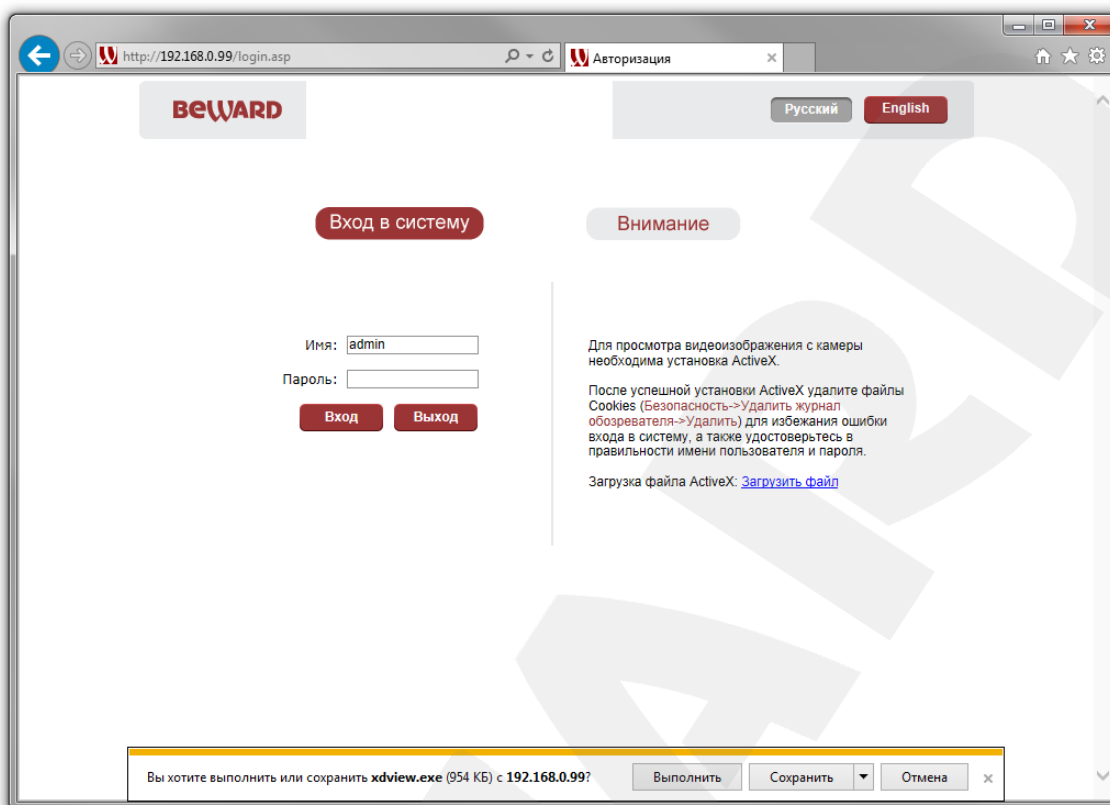 http://192.168.0.99/login.asp
Авторизация
BEWARD
Русский
English
Вход в систему
Внимание
Имя: admin
Пароль:
Вход
Выход
Для просмотра видеоизображения с камеры
необходима установка ActiveX.
После успешной установки ActiveX удалите файлы
Cookies (Безопасность->Удалить журнал
обозревателя->Удалить) для избежания ошибки
входа в систему, а также удостоверьтесь в
правильности имени пользователя и пароля.
Загрузка файла ActiveX: Загрузить файл
Вы хотите выполнить или сохранить xdview.exe (954 КБ) с 192.168.0.99?
Выполнить
Сохранить
Отмена